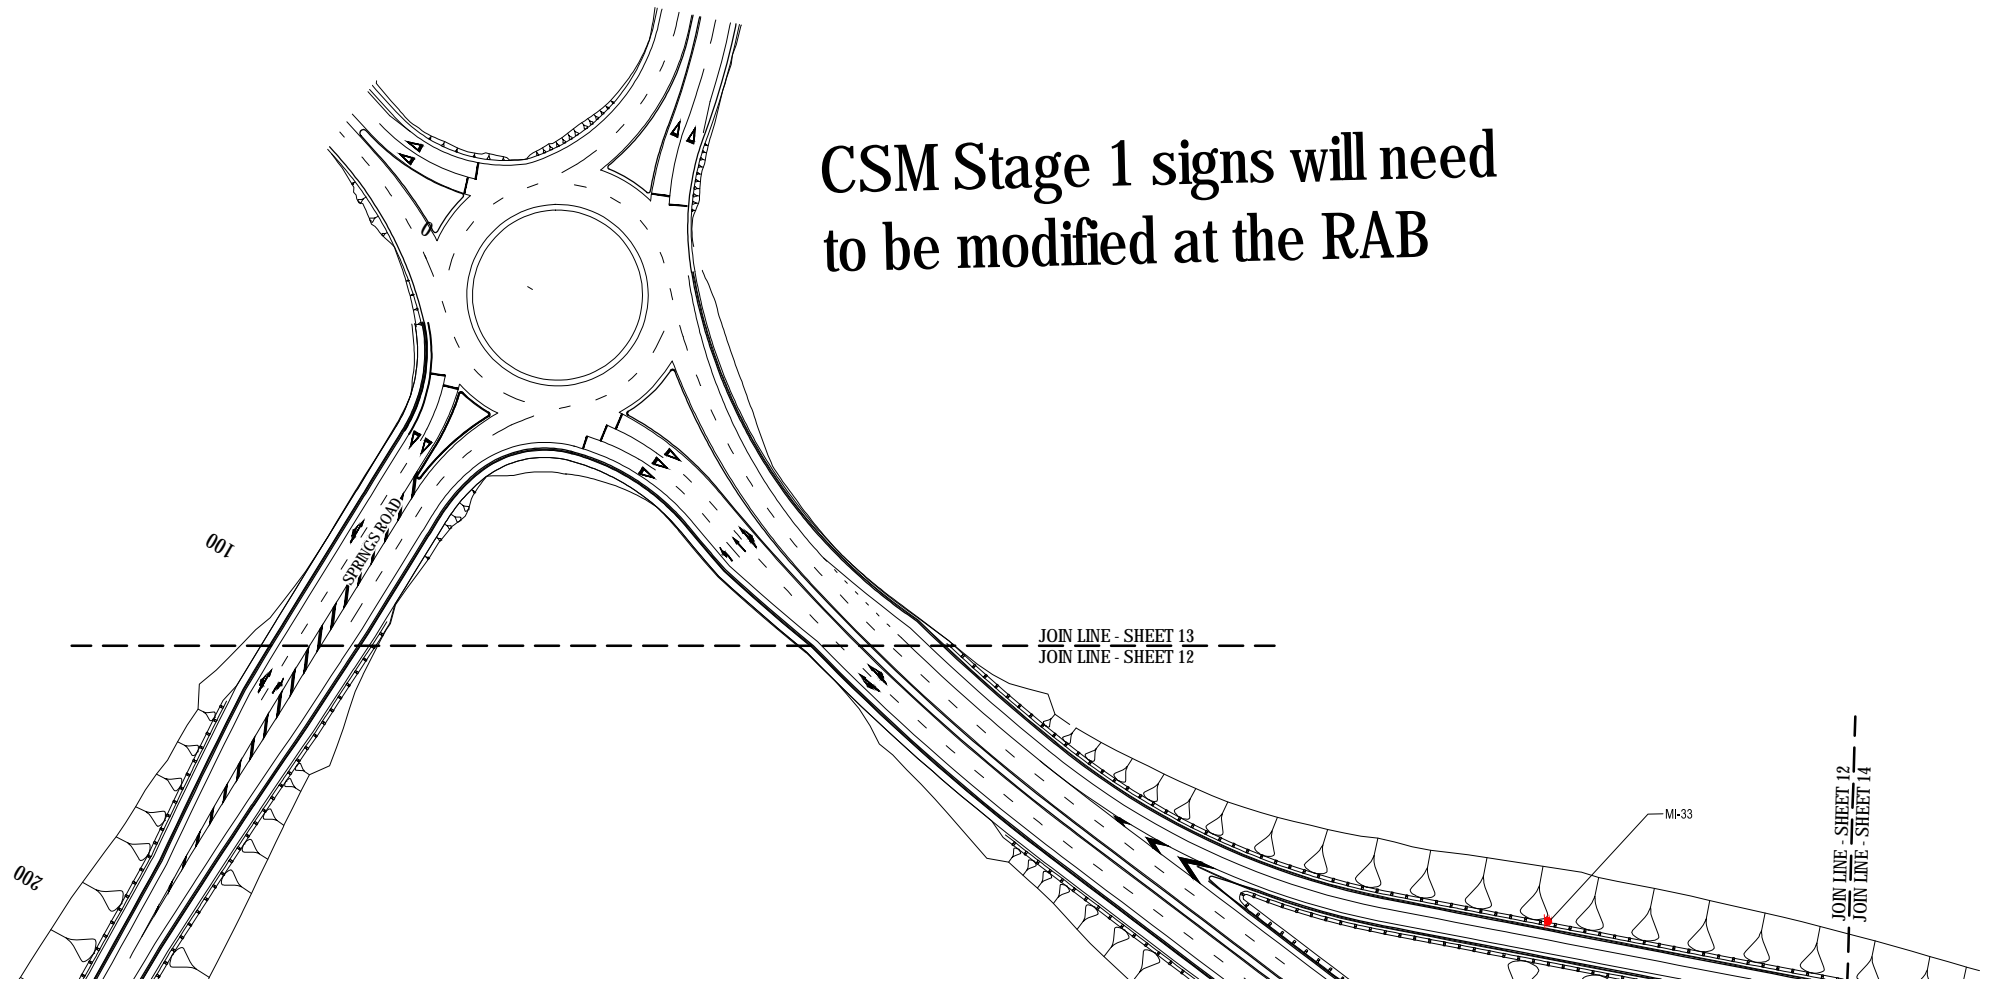 CSM Stage 1 signs will need
to be modified at the RAB
0
SPRINGS ROAD
100
JOIN LINE - SHEET 13
JOIN LINE - SHEET 12
JOIN LINE - SHEET 12
JOIN LINE - SHEET 14
MI-33
200